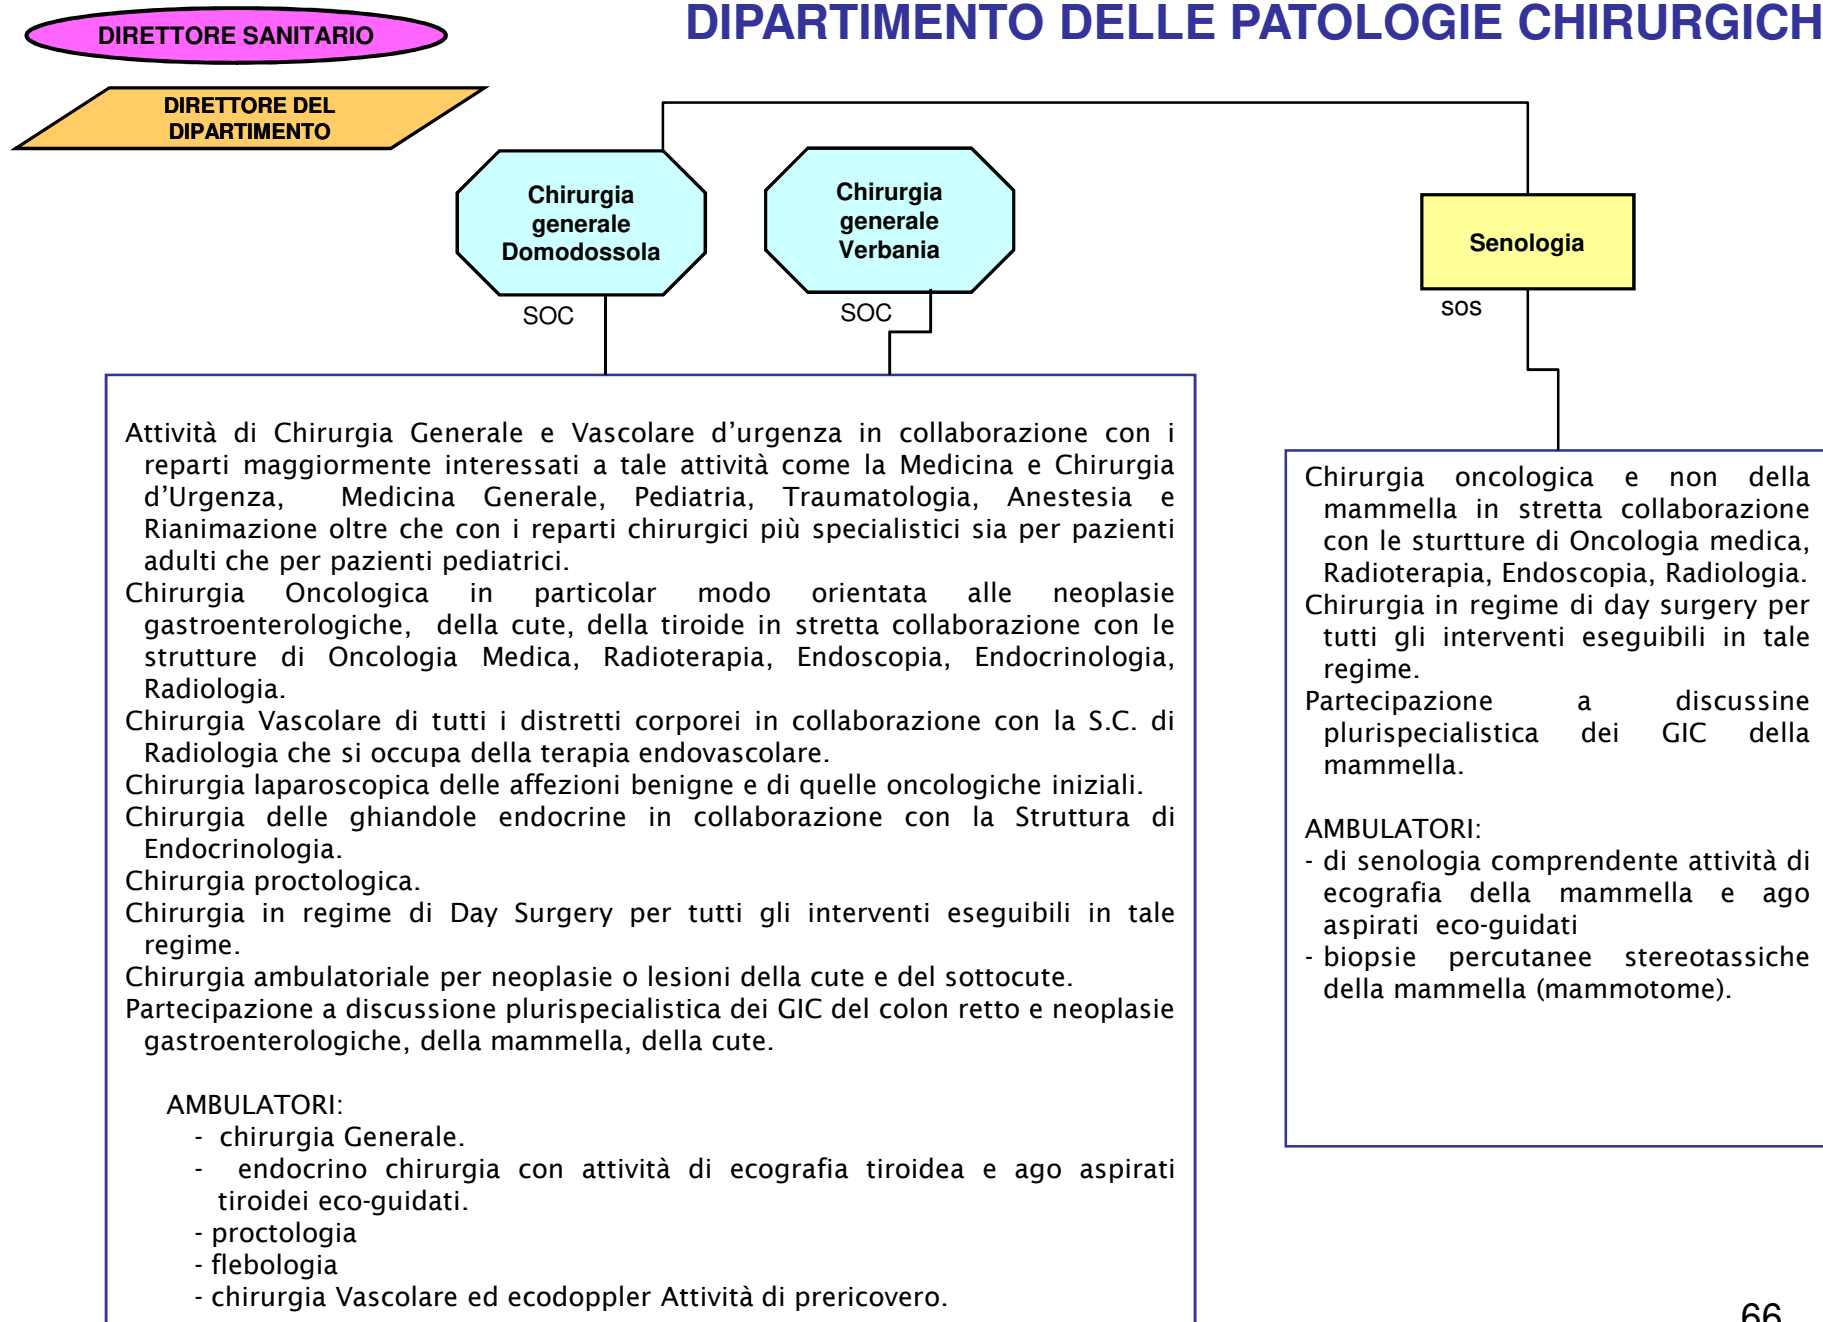 DIRETTORE SANITARIO
DIPARTIMENTO DELLE PATOLOGIE CHIRURGICH
DIRETTORE DEL
DIPARTIMENTO
Chirurgia
generale
Domodossola
SOC
Chirurgia
generale
Verbania
SOC
Senologia
sos
Attività di Chirurgia Generale e Vascolare d’urgenza in collaborazione con i
reparti maggiormente interessati a tale attività come la Medicina e Chirurgia
d’Urgenza, Medicina Generale, Pediatria, Traumatologia, Anestesia e
Rianimazione oltre che con i reparti chirurgici più specialistici sia per pazienti
adulti che per pazienti pediatrici.
Chirurgia Oncologica in particolar modo orientata alle neoplasie
gastroenterologiche, della cute, della tiroide in stretta collaborazione con le
strutture di Oncologia Medica, Radioterapia, Endoscopia, Endocrinologia,
Radiologia.
Chirurgia Vascolare di tutti i distretti corporei in collaborazione con la S.C. di
Radiologia che si occupa della terapia endovascolare.
Chirurgia laparoscopica delle affezioni benigne e di quelle oncologiche iniziali.
Chirurgia delle ghiandole endocrine in collaborazione con la Struttura di
Endocrinologia.
Chirurgia proctologica.
Chirurgia in regime di Day Surgery per tutti gli interventi eseguibili in tale
regime.
Chirurgia ambulatoriale per neoplasie o lesioni della cute e del sottocute.
Partecipazione a discussione plurispecialistica dei GIC del colon retto e neoplasie
gastroenterologiche, della mammella, della cute.
AMBULATORI:
- chirurgia Generale.
- endocrino chirurgia con attività di ecografia tiroidea e ago aspirati
tiroidei eco-guidati.
- proctologia
- flebologia
- chirurgia Vascolare ed ecodoppler Attività di prericovero.
Chirurgia oncologica e non della
mammella in stretta collaborazione
con le sturtture di Oncologia medica,
Radioterapia, Endoscopia, Radiologia.
Chirurgia in regime di day surgery per
tutti gli interventi eseguibili in tale
regime.
Partecipazione a discussine
plurispecialistica dei GIC della
mammella.
AMBULATORI:
- di senologia comprendente attività di
ecografia della mammella e ago
aspirati eco-guidati
- biopsie percutanee stereotassiche
della mammella (mammotome).
66